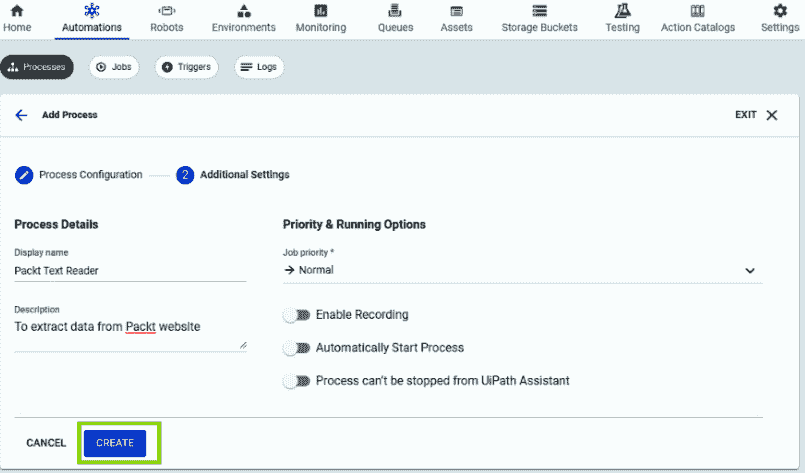 Home Automations Robots Environments Monitoring Queues Assets Storage Buckets Testing Action Catalogs Settings
Processes Jobs Triggers Logs
Add Process EXIT
Process Configuration 2 Additional Settings
Process Details
Display name
Packt Text Reader
Description
To extract data from Packt website
Priority & Running Options
Job priority *
Normal
Enable Recording
Automatically Start Process
Process can't be stopped from UiPath Assistant
CANCEL CREATE